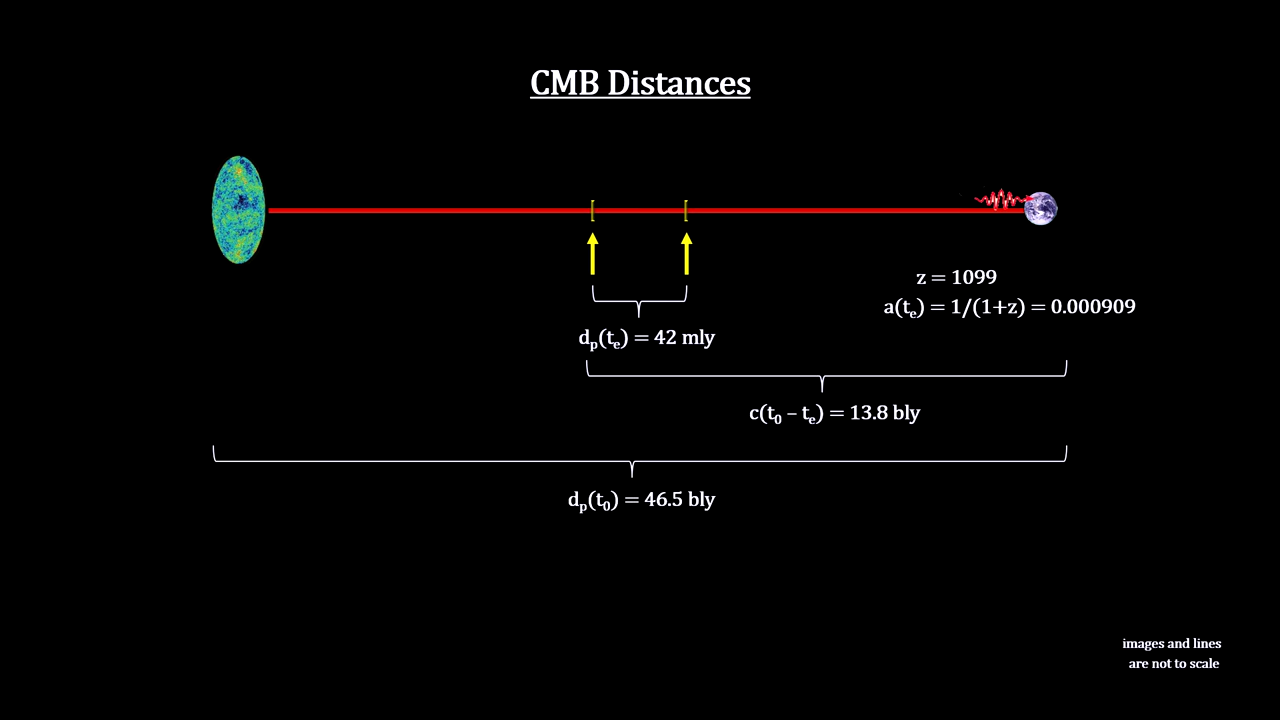 CMB Distances
z = 1099
a(tₑ) = 1/(1+z) = 0.000909
dₚ(tₑ) = 42 mly
c(t₀ – tₑ) = 13.8 bly
dₚ(t₀) = 46.5 bly
images and lines
are not to scale